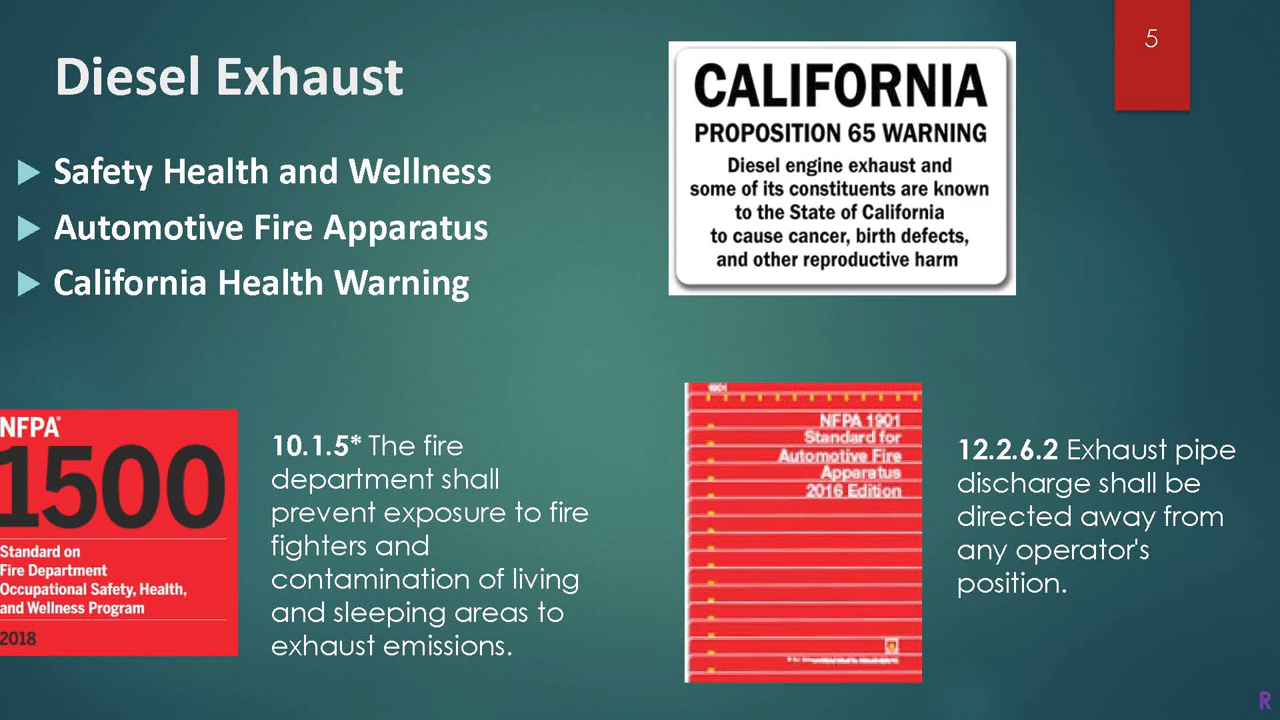 5
Diesel Exhaust
Safety Health and Wellness
Automotive Fire Apparatus
California Health Warning
CALIFORNIA
PROPOSITION 65 WARNING
Diesel engine exhaust and
some of its constituents are known
to the State of California
to cause cancer, birth defects,
and other reproductive harm
NFPA®
1500
Standard on
Fire Department
Occupational Safety, Health,
and Wellness Program
2018
10.1.5* The fire
department shall
prevent exposure to fire
fighters and
contamination of living
and sleeping areas to
exhaust emissions.
NFPA 1901
Standard for
Automotive Fire
Apparatus
2016 Edition
12.2.6.2 Exhaust pipe
discharge shall be
directed away from
any operator's
position.
R